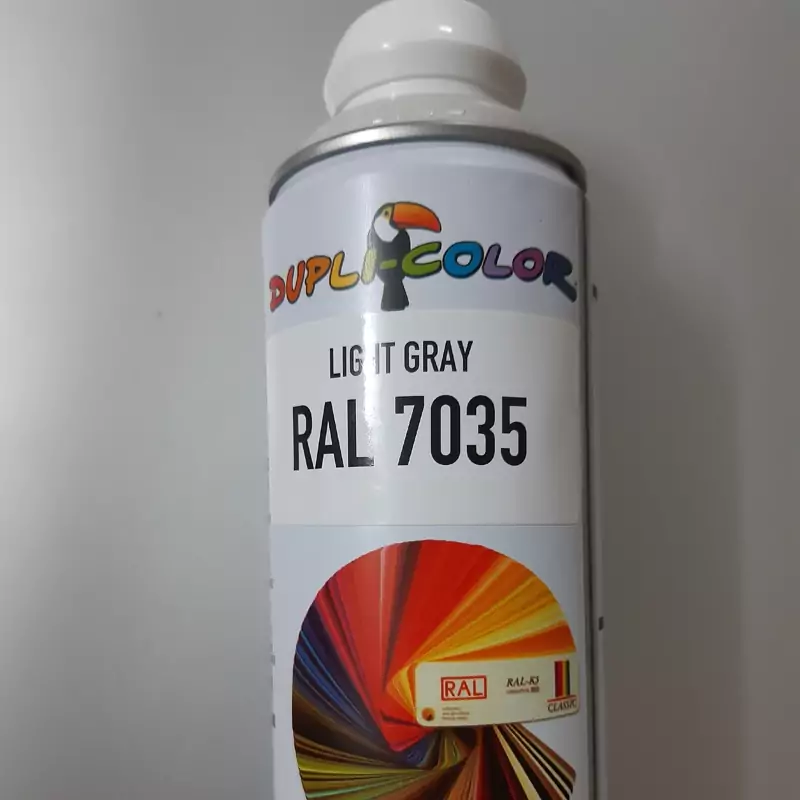 DUPLI-COLOR
LIGHT GRAY
RAL 7035
RAL
RAL-K5
CLASSIC